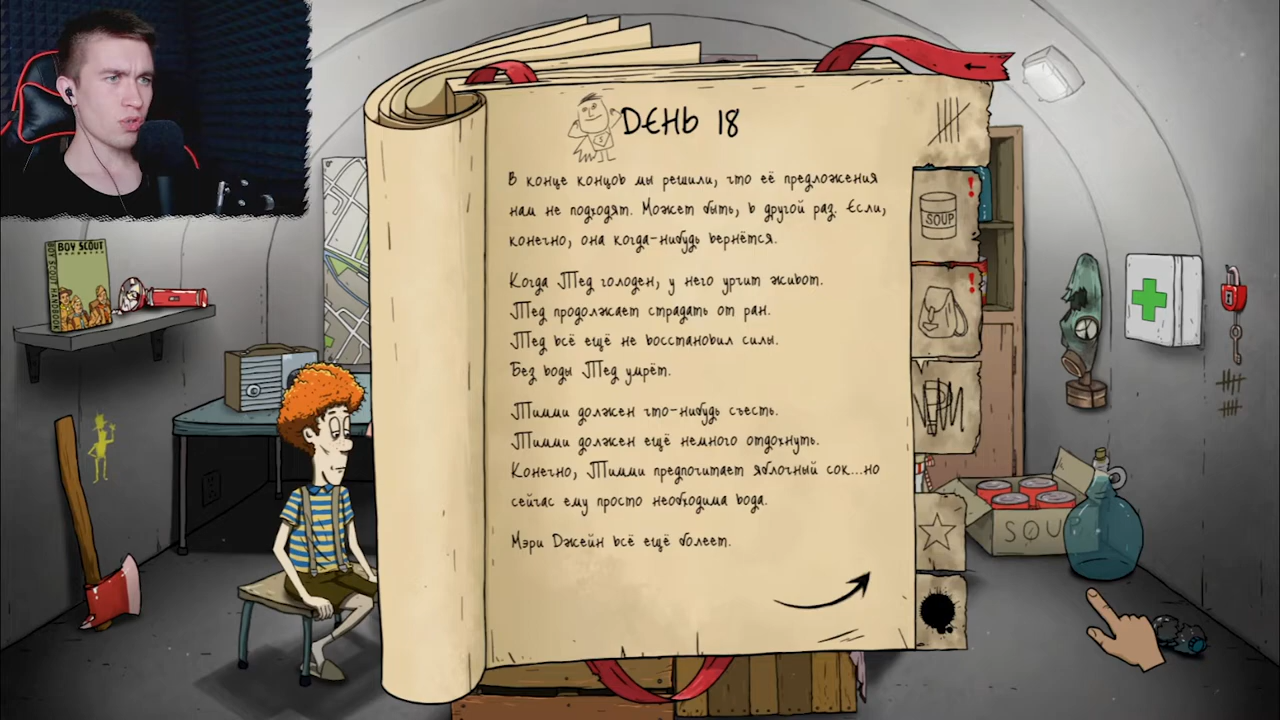 ДЕНЬ 18
В конце концов мы решили, что её предложения
нам не подходят. Может быть, в другой раз. Если,
конечно, она когда-нибудь вернётся.
Когда Тед голоден, у него урчит живот.
Тед продолжает страдать от ран.
Тед всё ещё не восстановил силы.
Без воды Тед умрёт.
Тимми должен что-нибудь съесть.
Тимми должен ещё немного отдохнуть.
Конечно, Тимми предпочитает яблочный сок...но
сейчас ему просто необходима вода.
Мэри Джейн всё ещё болеет.
BOY SCOUT
BOY SCOUT HANDBOOK
SOUP
SOUP